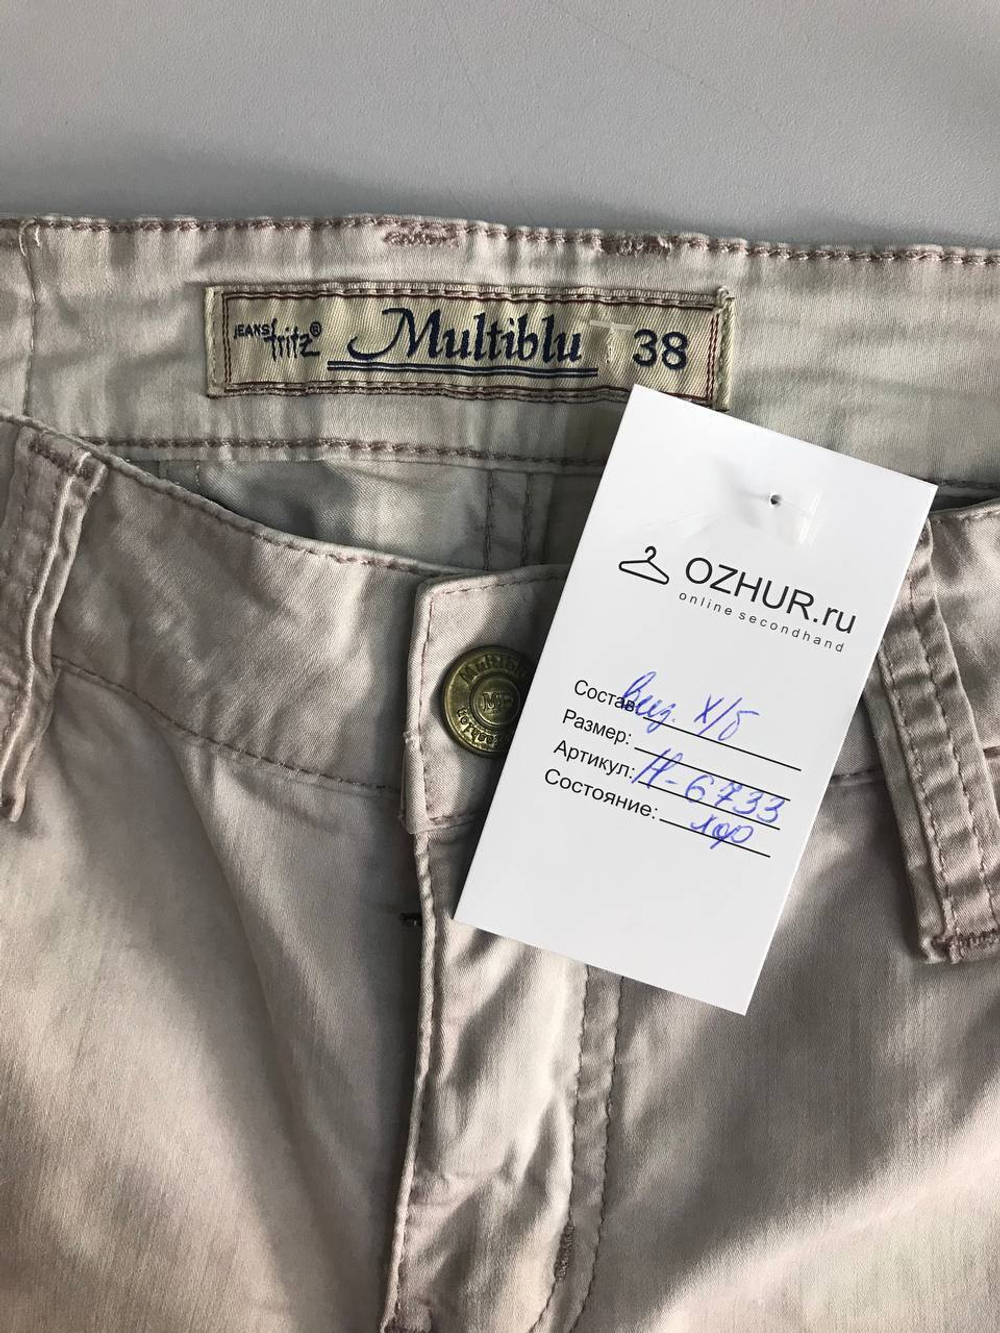 JEANS fritz® Multiblu 38
OZHUR.ru
online secondhand
Состав: виз. х/б
Размер:
Артикул: Н-6733
Состояние: хор